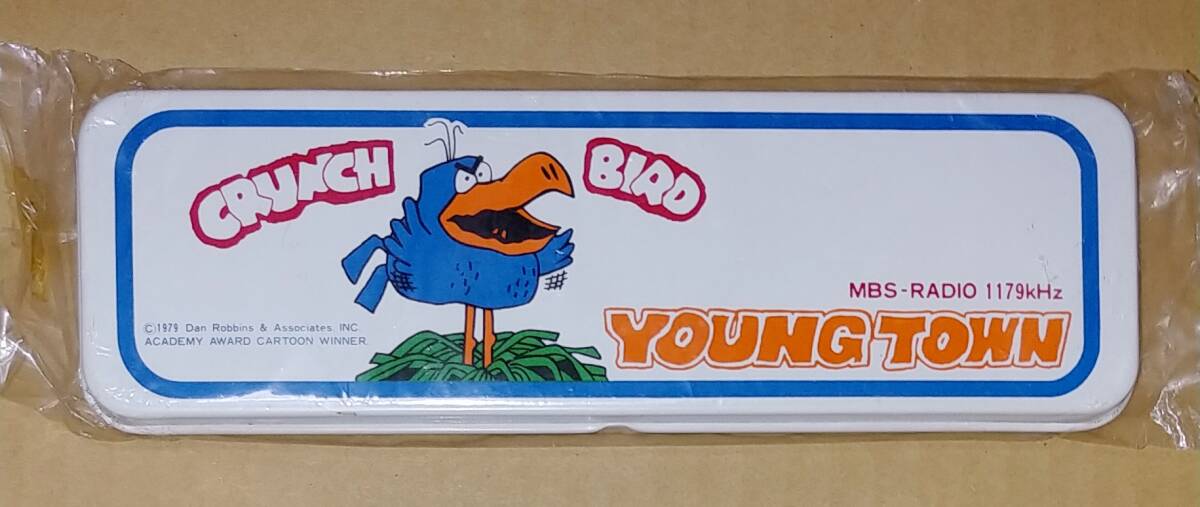 CRUNCH BIRD
MBS-RADIO 1179kHz
YOUNG TOWN
©1979 Dan Robbins & Associates. INC.
ACADEMY AWARD CARTOON WINNER.